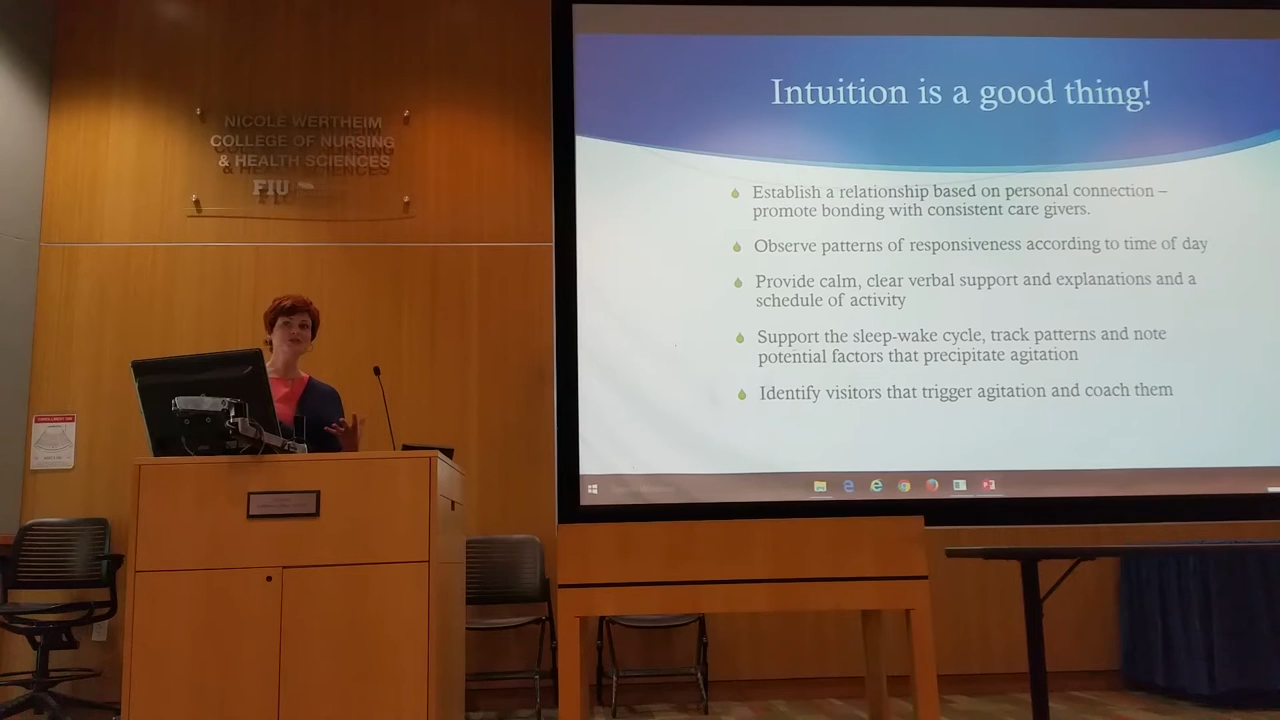 NICOLE WERTHEIM
COLLEGE OF NURSING
& HEALTH SCIENCES
FIU
Intuition is a good thing!
Establish a relationship based on personal connection –
promote bonding with consistent care givers.
Observe patterns of responsiveness according to time of day
Provide calm, clear verbal support and explanations and a
schedule of activity
Support the sleep-wake cycle, track patterns and note
potential factors that precipitate agitation
Identify visitors that trigger agitation and coach them